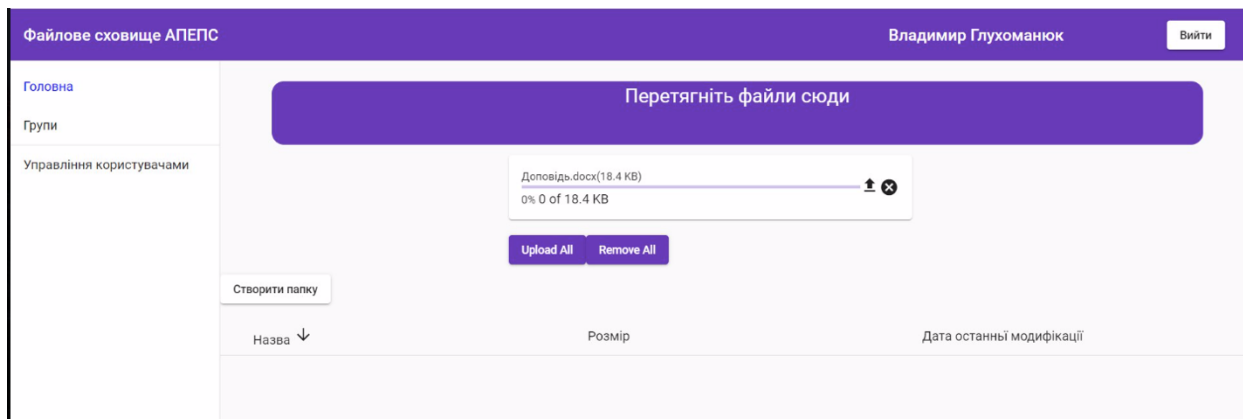 Файлове сховище АПЕПС
Владимир Глухоманюк
Вийти
Головна
Групи
Управління користувачами
Перетягніть файли сюди
Доповідь.docx(18.4 KB)
0% 0 of 18.4 KB
Upload All
Remove All
Створити папку
Назва
Розмір
Дата останньї модифікації